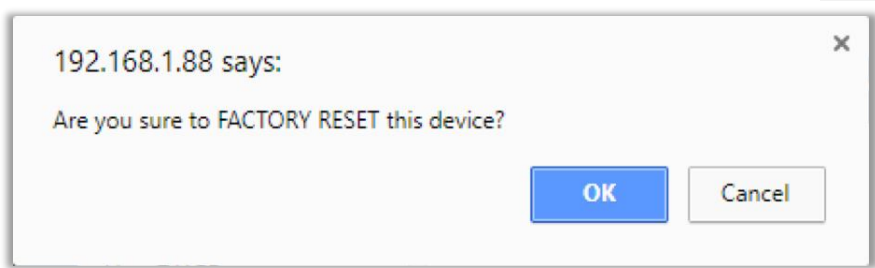 192.168.1.88 says:
Are you sure to FACTORY RESET this device?
OK Cancel